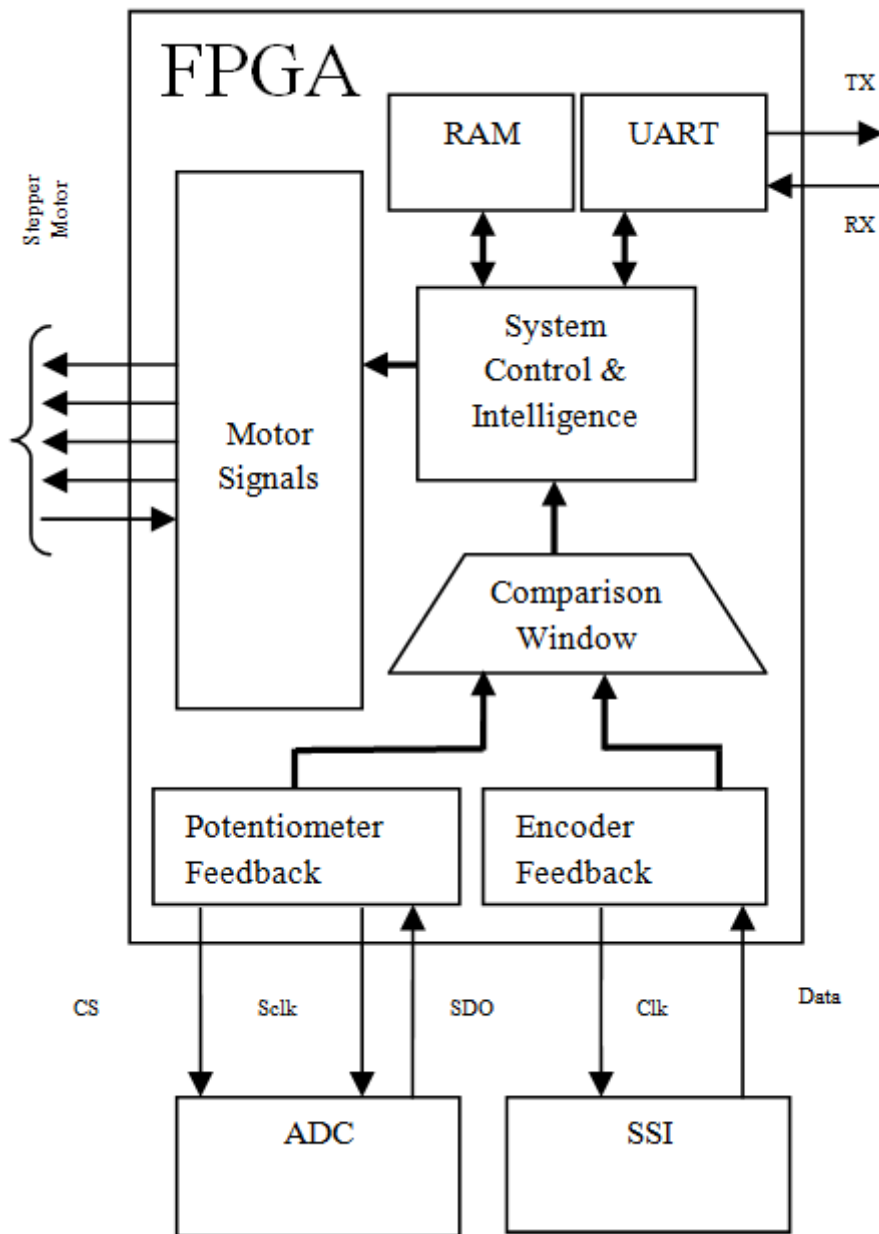 FPGA
RAM
UART
TX
RX
Stepper
Motor
System
Control &
Intelligence
Motor
Signals
Comparison
Window
Potentiometer
Feedback
Encoder
Feedback
CS
Sclk
SDO
Clk
Data
ADC
SSI